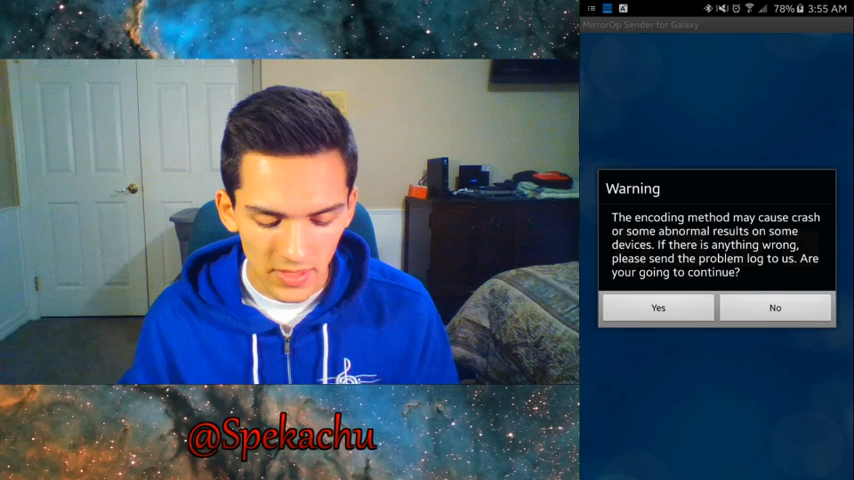 78% 3:55 AM
MirrorOp Sender for Galaxy
Warning
The encoding method may cause crash
or some abnormal results on some
devices. If there is anything wrong,
please send the problem log to us. Are
your going to continue?
Yes No
@Spekachu